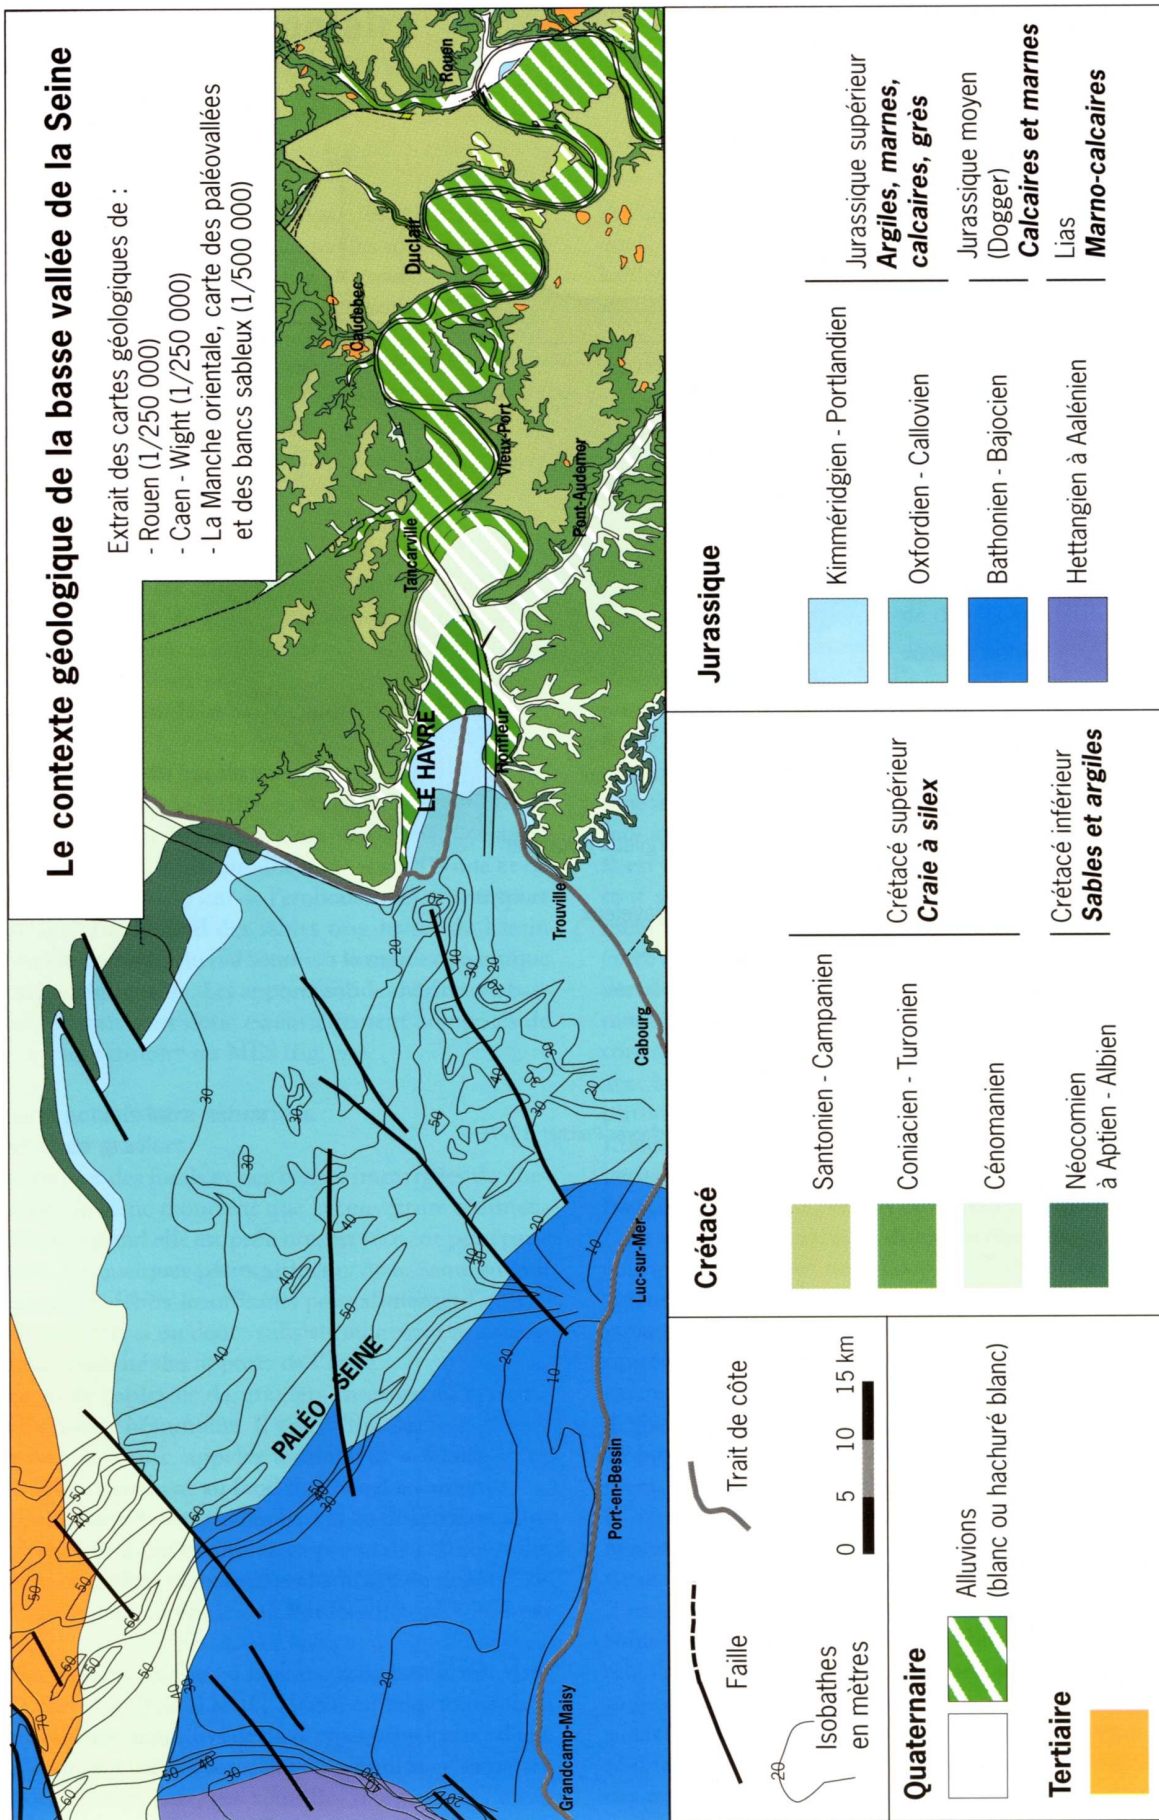 Le contexte géologique de la basse vallée de la Seine
Extrait des cartes géologiques de :
- Rouen (1/250 000)
- Caen - Wight (1/250 000)
- La Manche orientale, carte des paléovallées
et des bancs sableux (1/500 000)
Rouen
Duclair
Caudebec
Vieux-Port
Pont-Audemer
Tancarville
LE HAVRE
Honfleur
Trouville
Cabourg
Luc-sur-Mer
PALÉO - SEINE
Port-en-Bessin
Grandcamp-Maisy
Faille
Trait de côte
20
Isobathes
en mètres
0 5 10 15 km
Quaternaire
Alluvions
(blanc ou hachuré blanc)
Tertiaire
Crétacé
Santonien - Campanien
Coniacien - Turonien
Cénomanien
Crétacé supérieur
Craie à silex
Néocomien
à Aptien - Albien
Crétacé inférieur
Sables et argiles
Jurassique
Kimméridgien - Portlandien
Oxfordien - Callovien
Jurassique supérieur
Argiles, marnes,
calcaires, grès
Bathonien - Bajocien
Jurassique moyen
(Dogger)
Calcaires et marnes
Hettangien à Aalénien
Lias
Marno-calcaires